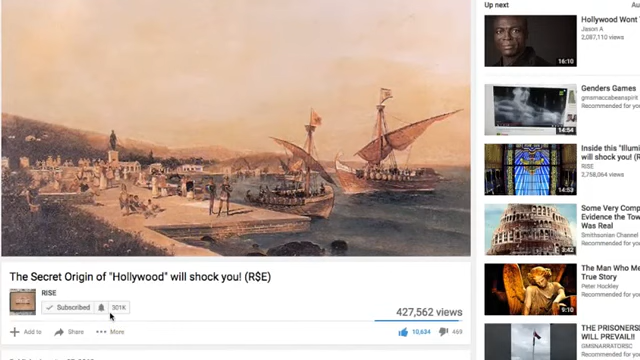 Up next
Hollywood Wont
Jason A
2,087,110 views
16:10
Genders Games
gmsmaccabeanspirit
Recommended for you
14:54
Inside this "Illumi
will shock you! (R
RISE
2,758,064 views
14:53
Some Very Comp
Evidence the Tow
Was Real
Smithsonian Channel
Recommended for you
2:42
The Man Who Me
True Story
Peter Hockley
Recommended for you
9:10
THE PRISONERS
WILL PREVAIL!!
GMSNARRATORSC
Recommended for you
The Secret Origin of "Hollywood" will shock you! (R$E)
RISE
Subscribed 301K
427,562 views
Add to Share More
10,634 469